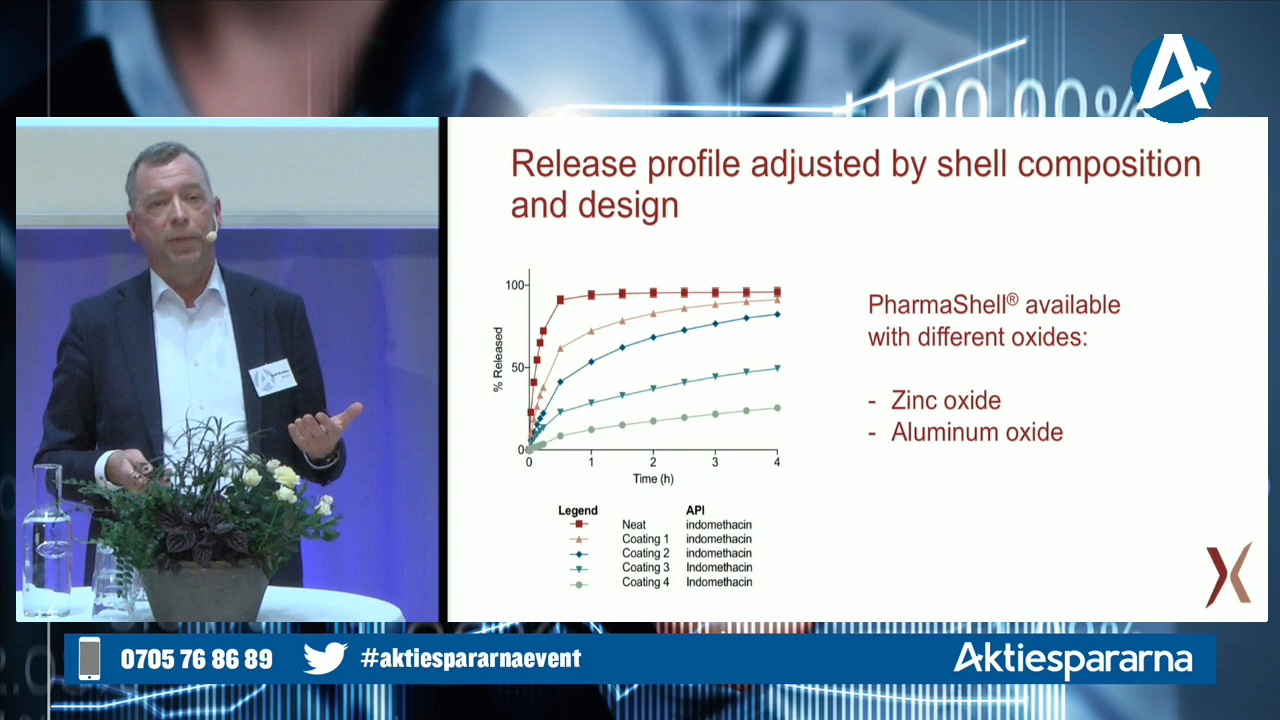 +100.00%
Release profile adjusted by shell composition
and design
100
50
0
% Released
0 1 2 3 4
Time (h)
PharmaShell® available
with different oxides:
- Zinc oxide
- Aluminum oxide
Legend API
Neat indomethacin
Coating 1 indomethacin
Coating 2 indomethacin
Coating 3 Indomethacin
Coating 4 Indomethacin
0705 76 86 89
#aktiespararnaevent
Aktiespararna